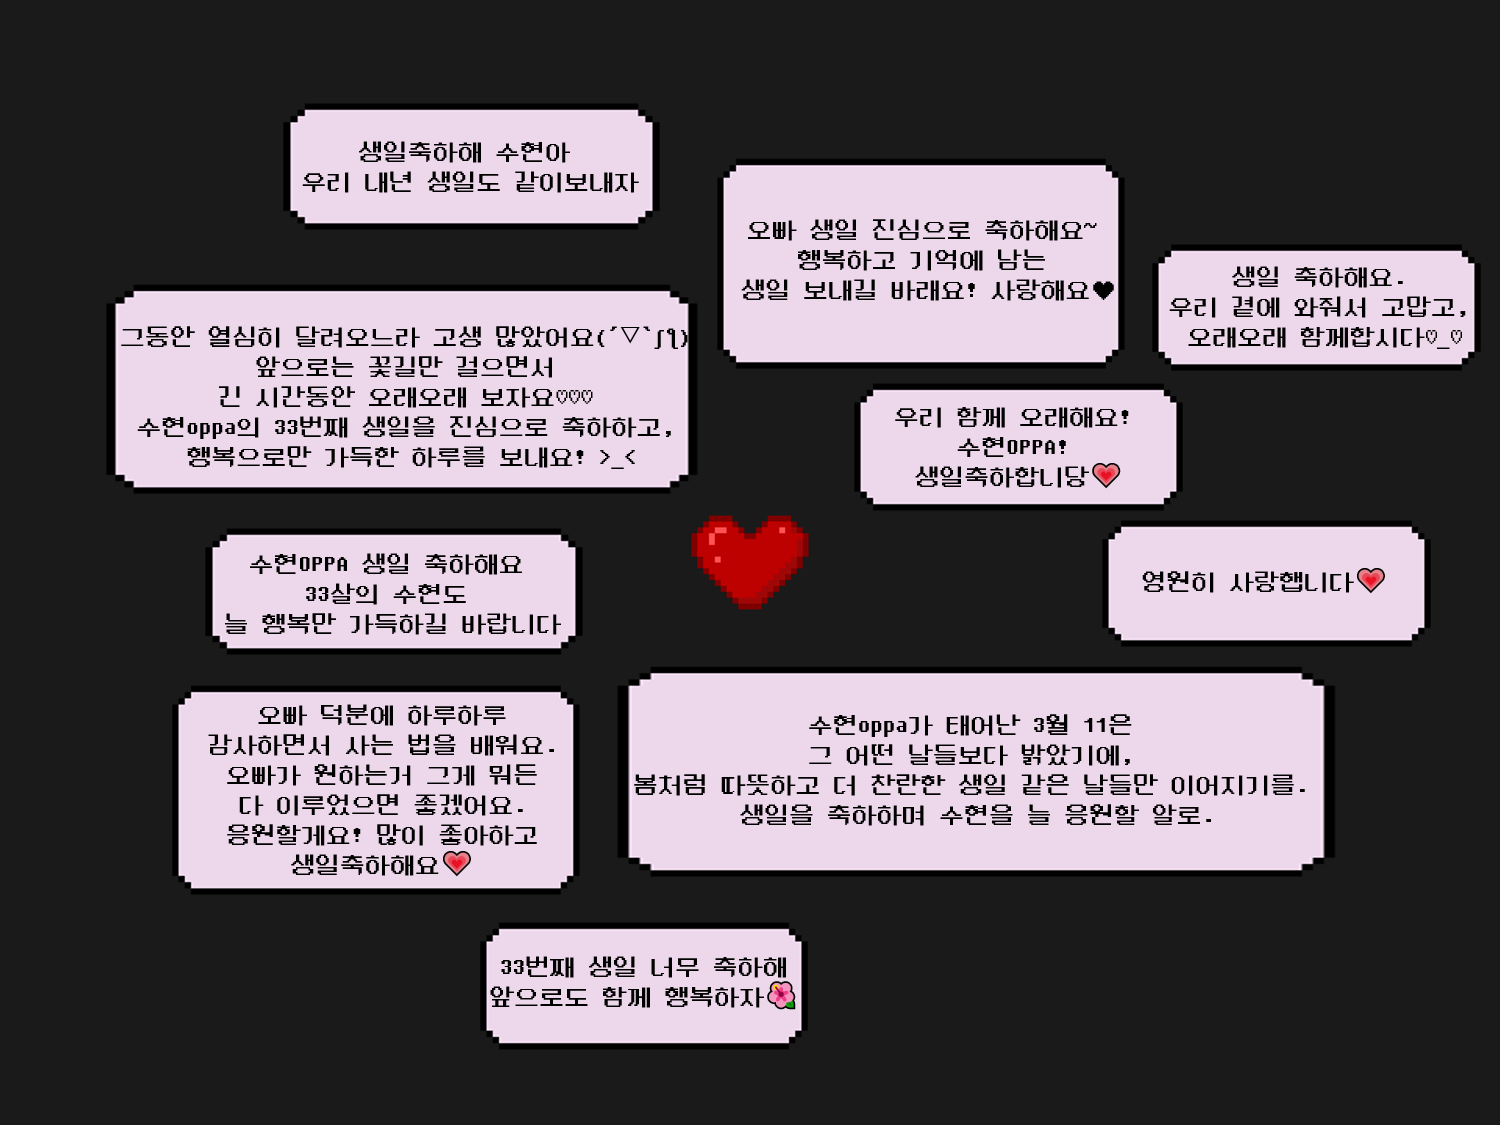 생일축하해 수현아
우리 내년 생일도 같이보내자
오빠 생일 진심으로 축하해요~
행복하고 기억에 남는
생일 보내길 바래요! 사랑해요♥
생일 축하해요.
우리 곁에 와줘서 고맙고,
오래오래 함께합시다♡_♡
그동안 열심히 달려오느라 고생 많았어요(´▽`ʃƪ)
앞으로는 꽃길만 걸으면서
긴 시간동안 오래오래 보자요♡♡♡
수현oppa의 33번째 생일을 진심으로 축하하고,
행복으로만 가득한 하루를 보내요! >_<
우리 함께 오래해요!
수현OPPA!
생일축하합니당💗
수현OPPA 생일 축하해요
33살의 수현도
늘 행복만 가득하길 바랍니다
영원히 사랑햅니다💗
오빠 덕분에 하루하루
감사하면서 사는 법을 배워요.
오빠가 원하는거 그게 뭐든
다 이루었으면 좋겠어요.
응원할게요! 많이 좋아하고
생일축하해요💗
수현oppa가 태어난 3월 11은
그 어떤 날들보다 밝았기에,
봄처럼 따뜻하고 더 찬란한 생일 같은 날들만 이어지기를.
생일을 축하하며 수현을 늘 응원할 알로.
33번째 생일 너무 축하해
앞으로도 함께 행복하자🌺